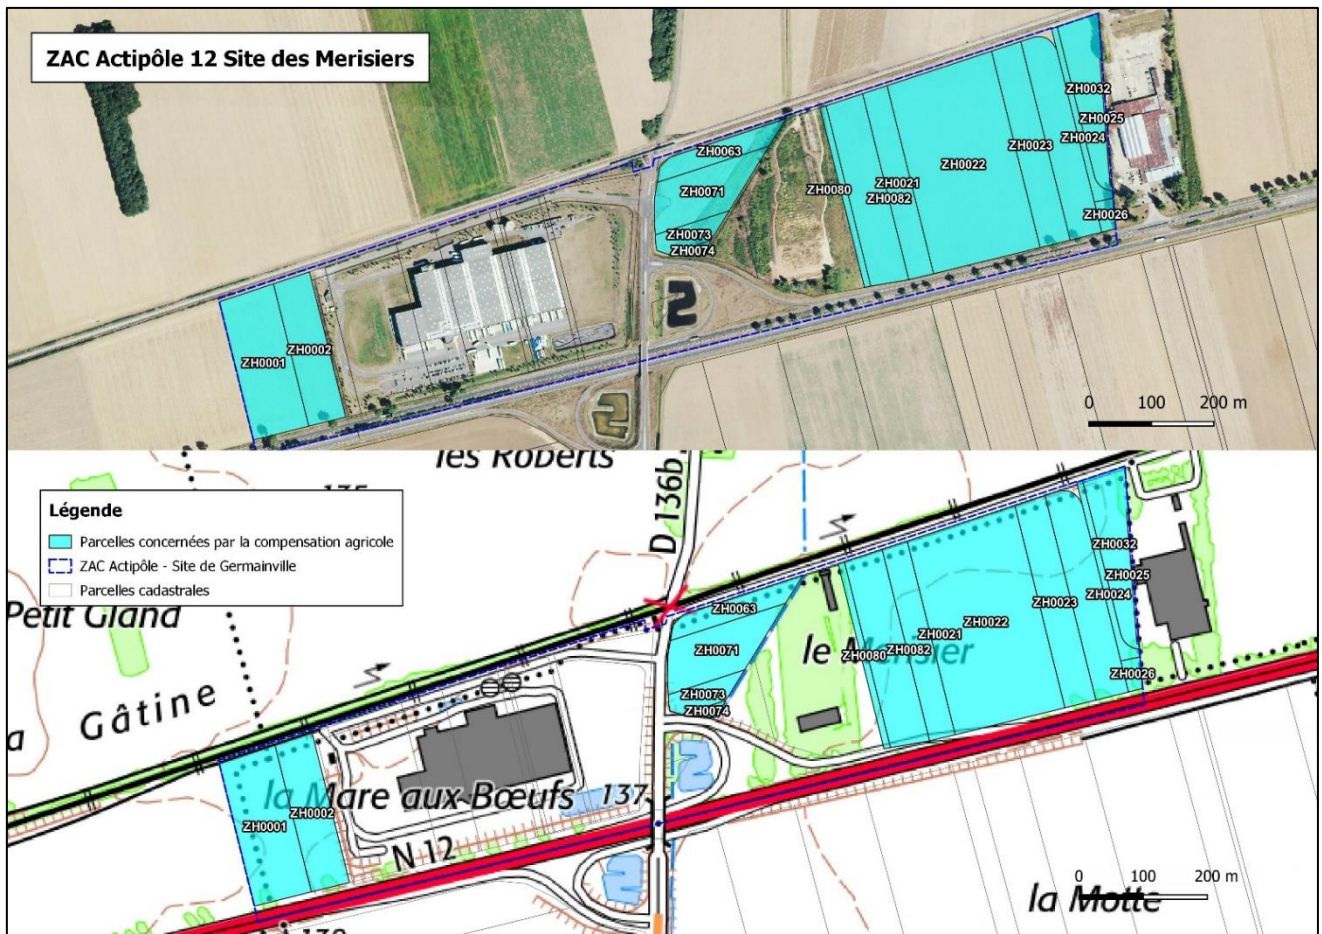 ZAC Actipôle 12 Site des Merisiers
ZH0032
ZH0025
ZH0024
ZH0023
ZH0063
ZH0022
ZH0071
ZH0080
ZH0021
ZH0082
ZH0026
ZH0073
ZH0074
ZH0002
ZH0001
0 100 200 m
les Roberts
135
D 136b
Légende
Parcelles concernées par la compensation agricole
ZAC Actipôle - Site de Germainville
Parcelles cadastrales
Petit Gland
Gâtine
a
ZH0032
ZH0025
ZH0024
ZH0023
ZH0063
ZH0022
ZH0021
ZH0071
le Merisier
ZH0080
ZH0082
ZH0026
ZH0073
ZH0074
la Mare aux Bœufs
137
ZH0002
ZH0001
N 12
0 100 200 m
la Motte